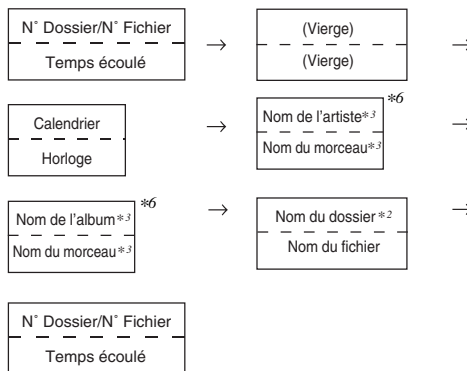 N° Dossier/N° Fichier
Temps écoulé
→
(Vierge)
(Vierge)
→
Calendrier
Horloge
→
*6
Nom de l'artiste*3
Nom du morceau*3
→
*6
Nom de l'album*3
Nom du morceau*3
→
Nom du dossier*2
Nom du fichier
→
N° Dossier/N° Fichier
Temps écoulé